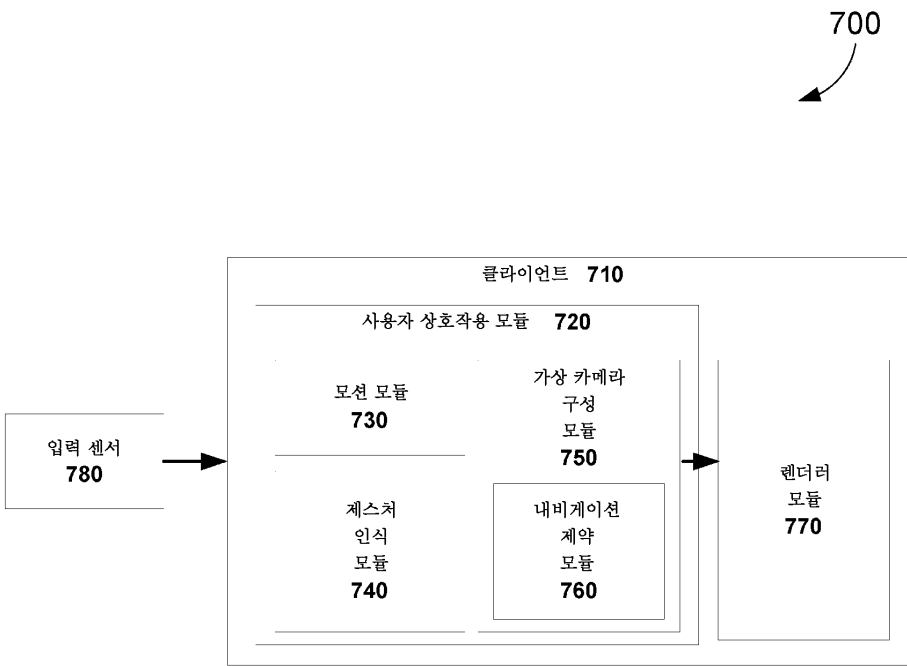 700
클라이언트 710
사용자 상호작용 모듈 720
모션 모듈
730
가상 카메라
구성
모듈
750
입력 센서
780
제스처
인식
모듈
740
내비게이션
제약
모듈
760
렌더러
모듈
770